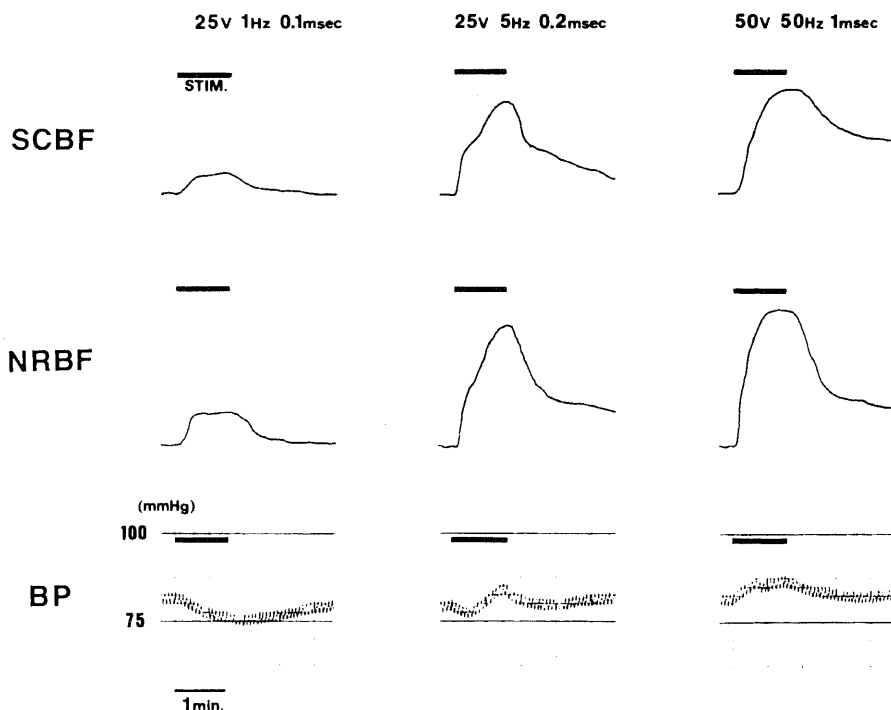 25V 1Hz 0.1msec 25V 5Hz 0.2msec 50V 50Hz 1msec
STIM.
SCBF
NRBF
(mmHg)
100
BP
75
1min.